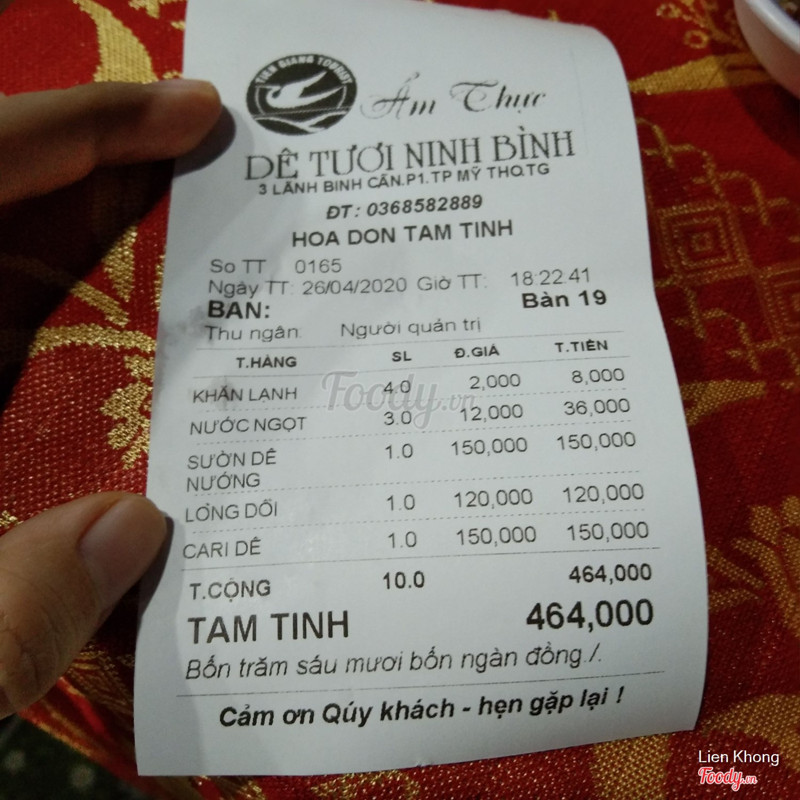 TIEN GIANG TOURIST
Ẩm Thực
DÊ TƯƠI NINH BÌNH
3 LÃNH BINH CẨN.P1.TP MỸ THO.TG
ĐT: 0368582889
HOA DON TAM TINH
So TT 0165
Ngày TT: 26/04/2020 Giờ TT: 18:22:41
BAN: Bàn 19
Thu ngân: Người quản trị
T.HÀNG SL Đ.GIÁ T.TIỀN
KHĂN LẠNH 4.0 2,000 8,000
NƯỚC NGỌT 3.0 12,000 36,000
SƯỜN DÊ 1.0 150,000 150,000
NƯỚNG
LÒNG DỒI 1.0 120,000 120,000
CARI DÊ 1.0 150,000 150,000
T.CỘNG 10.0 464,000
TAM TINH 464,000
Bốn trăm sáu mươi bốn ngàn đồng./.
Cảm ơn Qúy khách - hẹn gặp lại !
Foody.vn
Lien Khong
Foody.vn